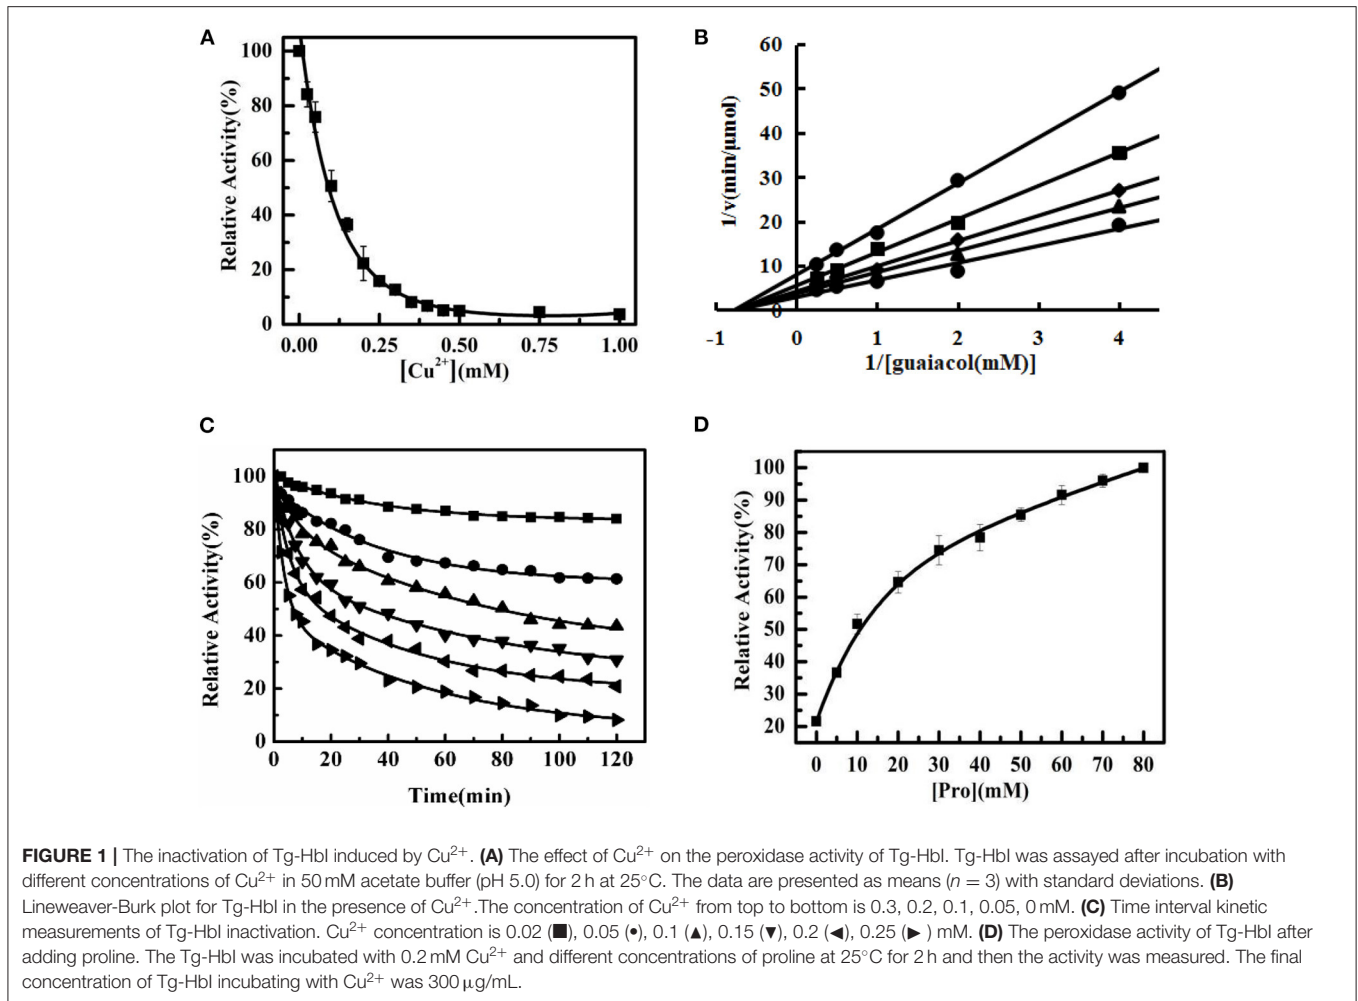 A
100
80
60
40
20
0
Relative Activity(%)
0.00 0.25 0.50 0.75 1.00
[Cu²⁺](mM)
B
60
50
40
30
20
10
0
1/v(min/μmol)
-1 0 1 2 3 4
1/[guaiacol(mM)]
C
100
80
60
40
20
0
Relative Activity(%)
0 20 40 60 80 100 120
Time(min)
D
100
90
80
70
60
50
40
30
20
Relative Activity(%)
0 10 20 30 40 50 60 70 80
[Pro](mM)
FIGURE 1 | The inactivation of Tg-HbI induced by Cu²⁺. (A) The effect of Cu²⁺ on the peroxidase activity of Tg-HbI. Tg-HbI was assayed after incubation with
different concentrations of Cu²⁺ in 50 mM acetate buffer (pH 5.0) for 2 h at 25°C. The data are presented as means (n = 3) with standard deviations. (B)
Lineweaver-Burk plot for Tg-HbI in the presence of Cu²⁺.The concentration of Cu²⁺ from top to bottom is 0.3, 0.2, 0.1, 0.05, 0 mM. (C) Time interval kinetic
measurements of Tg-HbI inactivation. Cu²⁺ concentration is 0.02 (■), 0.05 (•), 0.1 (▲), 0.15 (▼), 0.2 (◄), 0.25 (► ) mM. (D) The peroxidase activity of Tg-HbI after
adding proline. The Tg-HbI was incubated with 0.2 mM Cu²⁺ and different concentrations of proline at 25°C for 2 h and then the activity was measured. The final
concentration of Tg-HbI incubating with Cu²⁺ was 300 μg/mL.